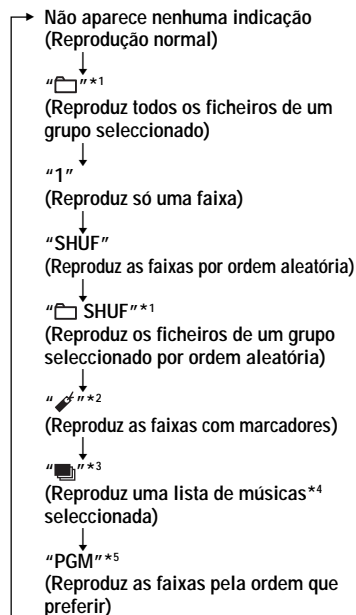 Não aparece nenhuma indicação
(Reprodução normal)
“ ”*1
(Reproduz todos os ficheiros de um
grupo seleccionado)
“1”
(Reproduz só uma faixa)
“SHUF”
(Reproduz as faixas por ordem aleatória)
“ SHUF”*1
(Reproduz os ficheiros de um grupo
seleccionado por ordem aleatória)
“ ”*2
(Reproduz as faixas com marcadores)
“ ”*3
(Reproduz uma lista de músicas*4
seleccionada)
“PGM”*5
(Reproduz as faixas pela ordem que
preferir)